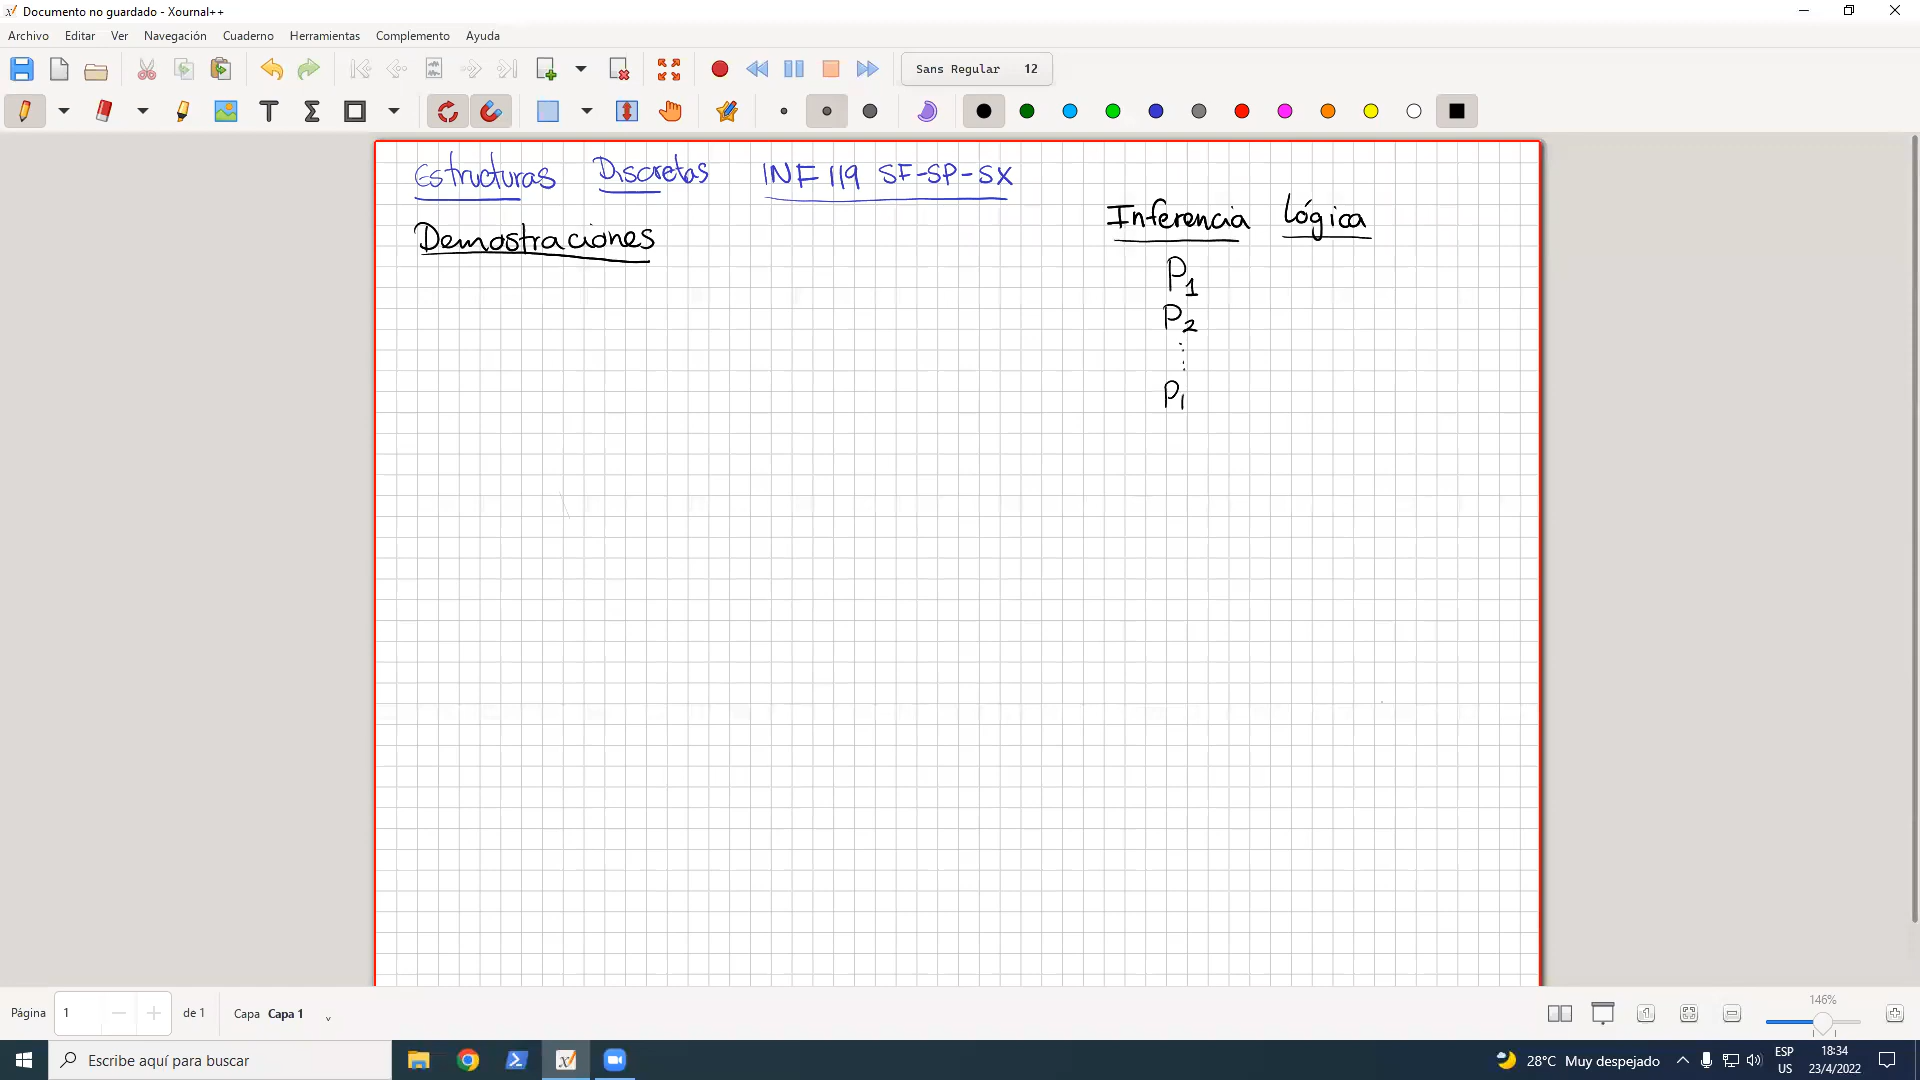 Documento no guardado - Xournal++
Archivo Editar Ver Navegación Cuaderno Herramientas Complemento Ayuda
Sans Regular 12
Estructuras Discretas INF 119 SF-SP-SX
Demostraciones
Inferencia Lógica
P1
P2
⋮
P1
Página 1 de 1 Capa Capa 1
146%
Escribe aquí para buscar
28°C Muy despejado
ESP
US
18:34
23/4/2022